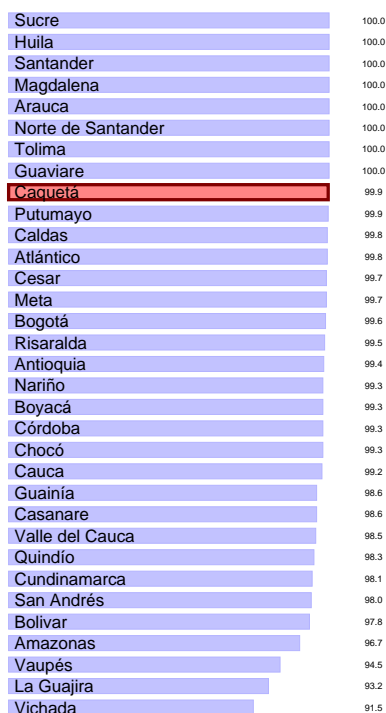 Sucre 100.0
Huila 100.0
Santander 100.0
Magdalena 100.0
Arauca 100.0
Norte de Santander 100.0
Tolima 100.0
Guaviare 100.0
Caquetá 99.9
Putumayo 99.9
Caldas 99.8
Atlántico 99.8
Cesar 99.7
Meta 99.7
Bogotá 99.6
Risaralda 99.5
Antioquia 99.4
Nariño 99.3
Boyacá 99.3
Córdoba 99.3
Chocó 99.3
Cauca 99.2
Guainía 98.6
Casanare 98.6
Valle del Cauca 98.5
Quindío 98.3
Cundinamarca 98.1
San Andrés 98.0
Bolivar 97.8
Amazonas 96.7
Vaupés 94.5
La Guajira 93.2
Vichada 91.5